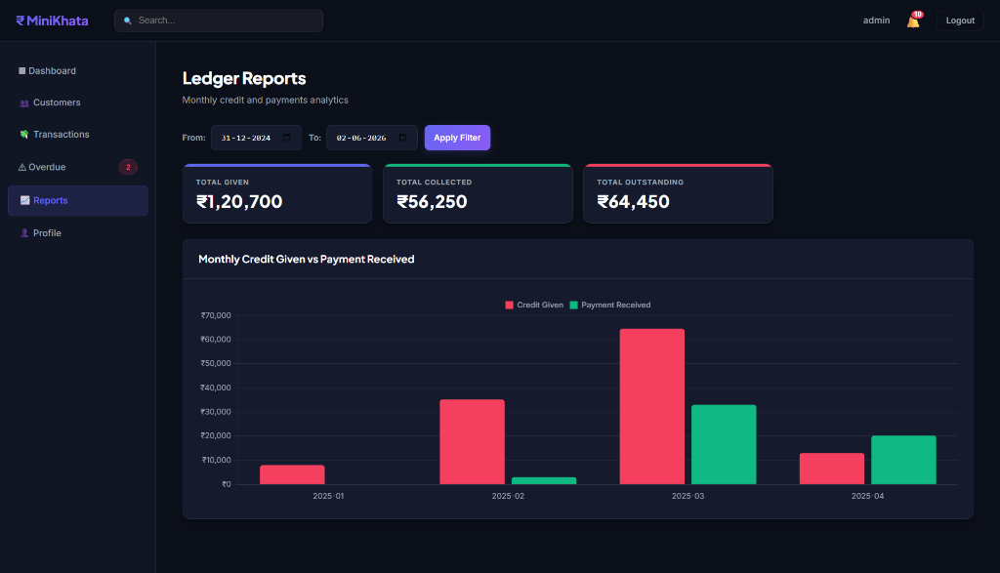 ₹ MiniKhata
Search...
admin
10
Logout
Dashboard
Customers
Transactions
Overdue
2
Reports
Profile
Ledger Reports
Monthly credit and payments analytics
From: 31-12-2024 To: 02-06-2026 Apply Filter
TOTAL GIVEN
₹1,20,700
TOTAL COLLECTED
₹56,250
TOTAL OUTSTANDING
₹64,450
Monthly Credit Given vs Payment Received
Credit Given Payment Received
₹70,000
₹60,000
₹50,000
₹40,000
₹30,000
₹20,000
₹10,000
₹0
2025-01 2025-02 2025-03 2025-04